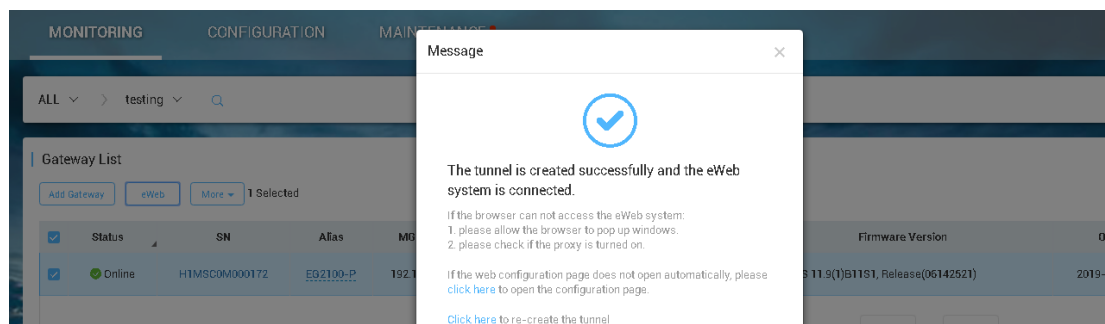 MONITORING CONFIGURATION
Message
ALL testing
Gateway List
Add Gateway eWeb More 1 Selected
The tunnel is created successfully and the eWeb
system is connected.
If the browser can not access the eWeb system:
1. please allow the browser to pop up windows.
2. please check if the proxy is turned on.
If the web configuration page does not open automatically, please
click here to open the configuration page.
Click here to re-create the tunnel
Status SN Alias MG Firmware Version
Online H1MSC0M000172 EG2100-P 192.1 S 11.9(1)B11S1, Release(06142521) 2019-